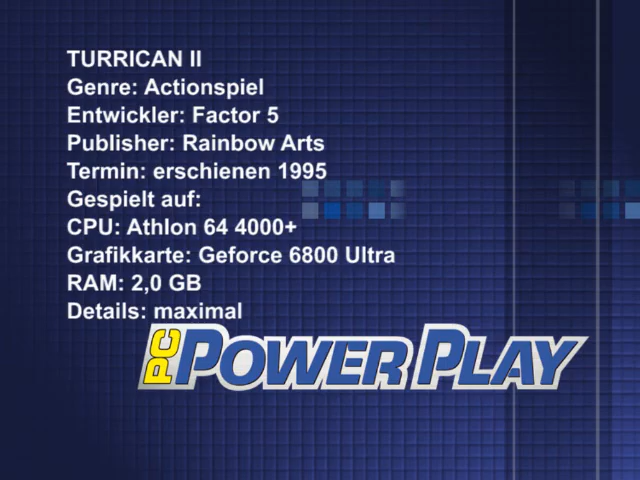 TURRICAN II
Genre: Actionspiel
Entwickler: Factor 5
Publisher: Rainbow Arts
Termin: erschienen 1995
Gespielt auf:
CPU: Athlon 64 4000+
Grafikkarte: Geforce 6800 Ultra
RAM: 2,0 GB
Details: maximal
PC POWER PLAY